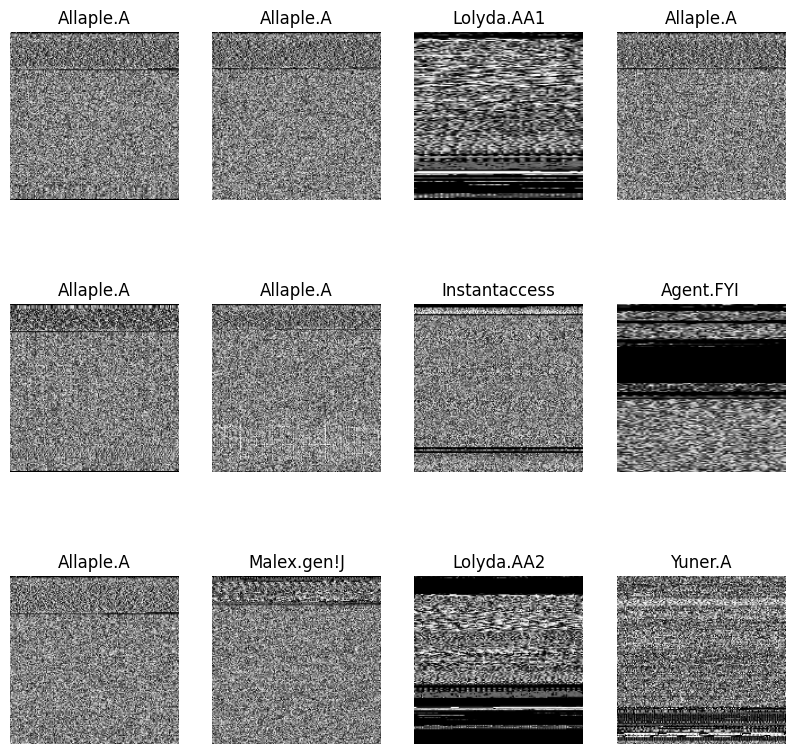 Allaple.A
Allaple.A
Lolyda.AA1
Allaple.A
Allaple.A
Allaple.A
Instantaccess
Agent.FYI
Allaple.A
Malex.gen!J
Lolyda.AA2
Yuner.A